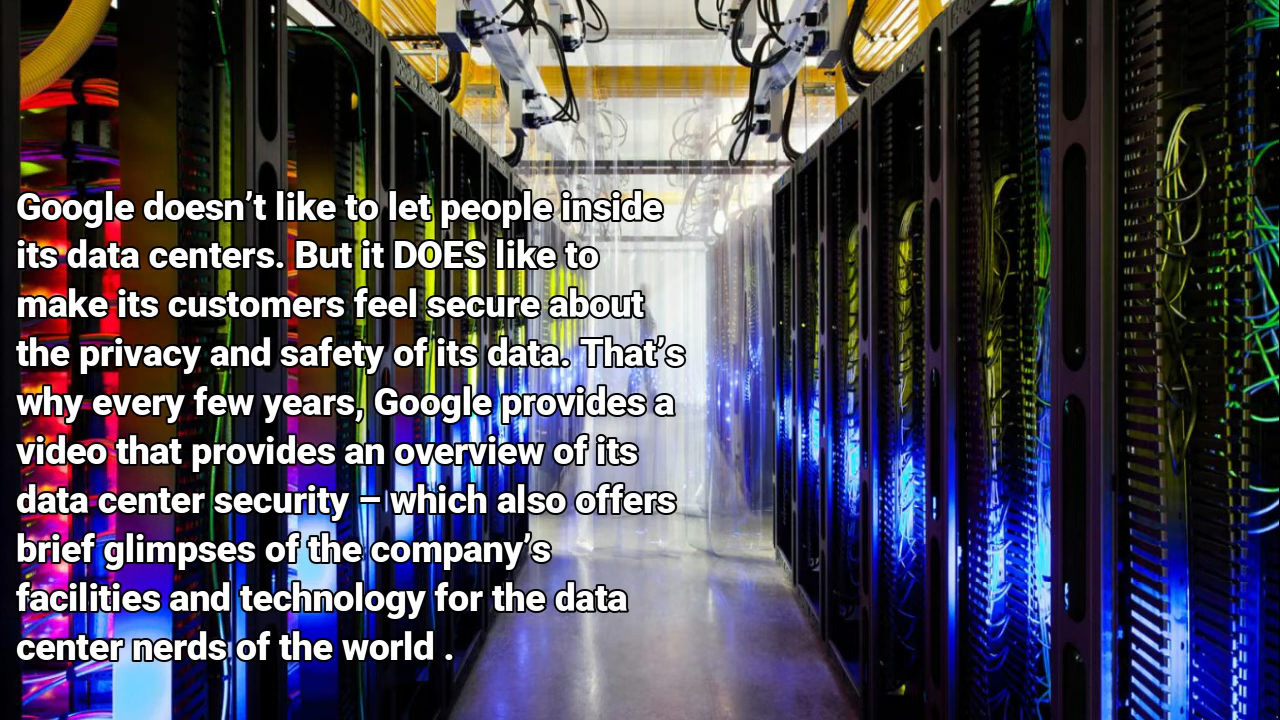 Google doesn’t like to let people inside
its data centers. But it DOES like to
make its customers feel secure about
the privacy and safety of its data. That’s
why every few years, Google provides a
video that provides an overview of its
data center security – which also offers
brief glimpses of the company’s
facilities and technology for the data
center nerds of the world .